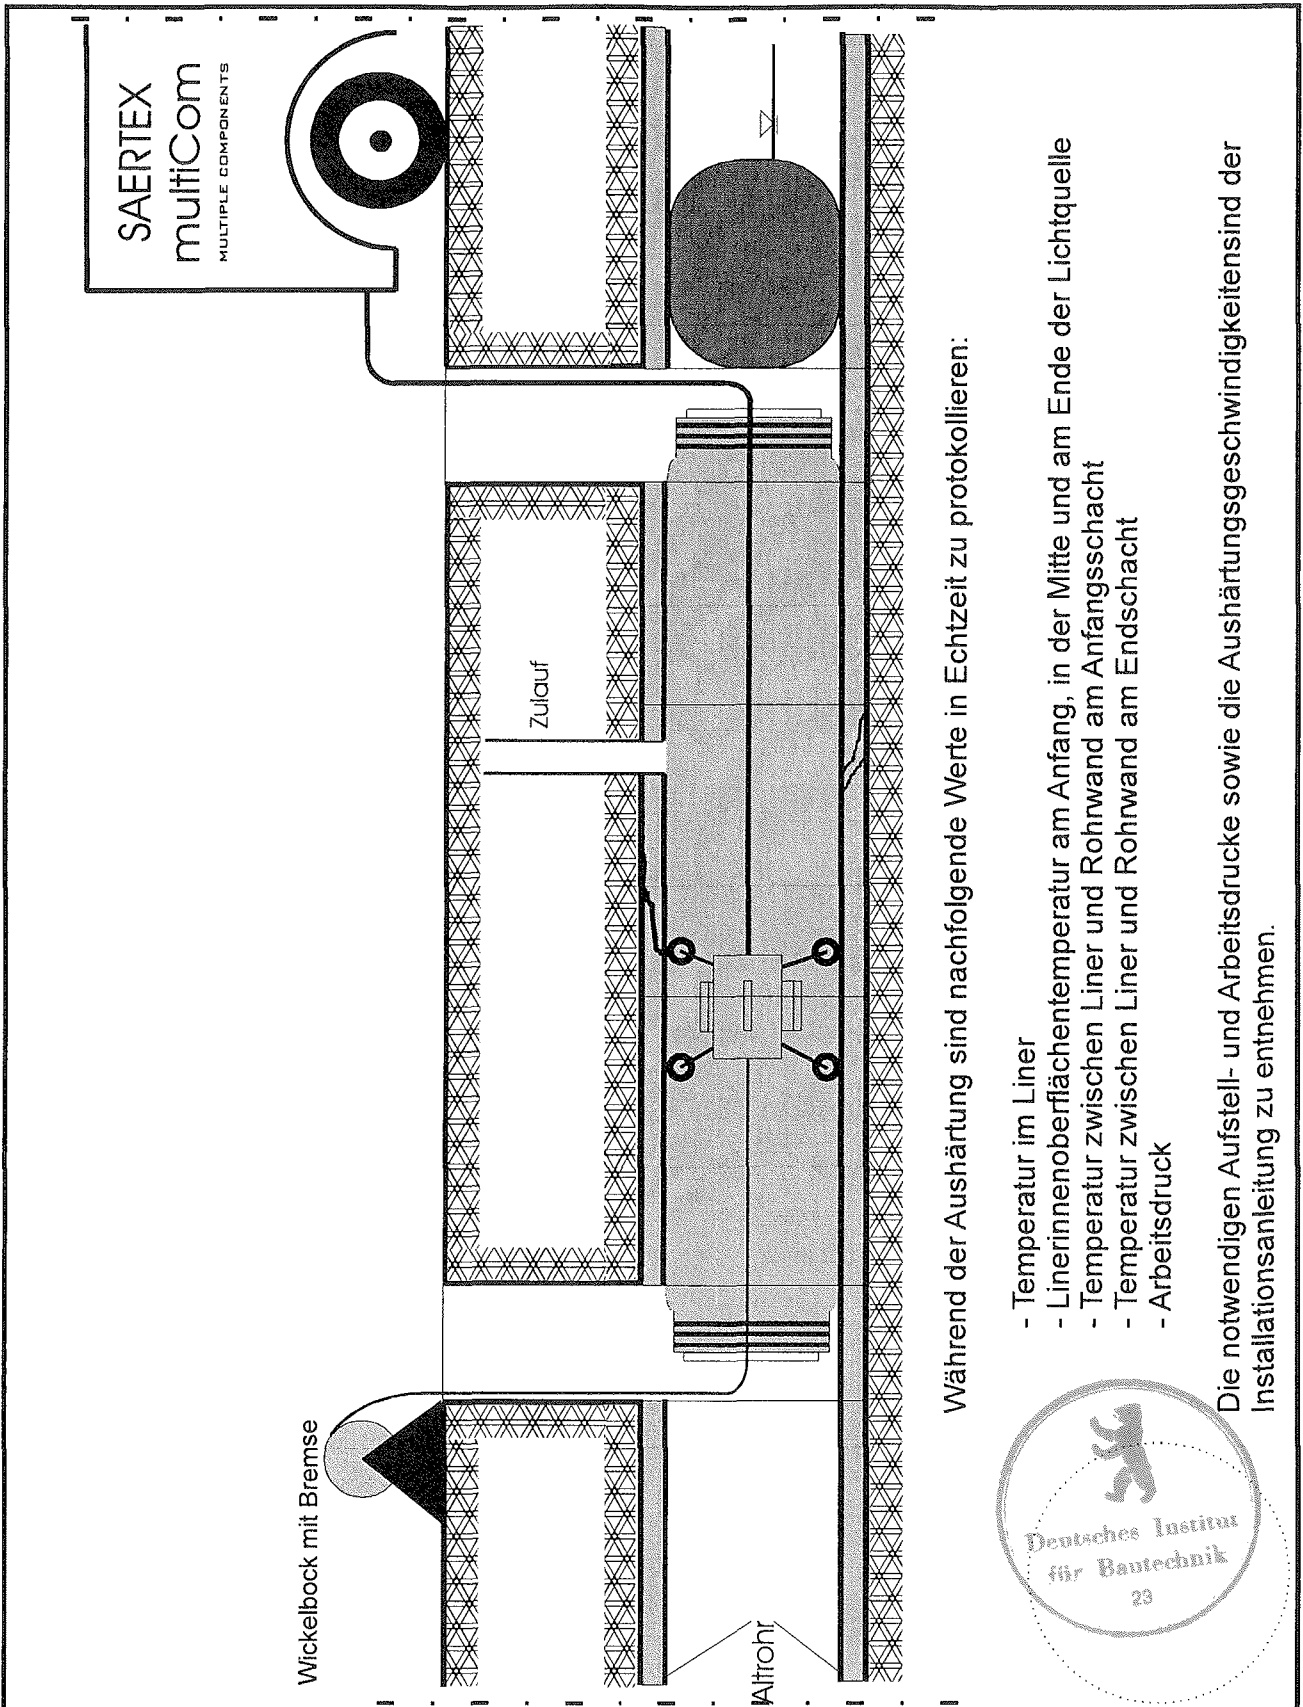 SAERTEX
multiCom
MULTIPLE COMPONENTS
Wickelbock mit Bremse
Zulauf
Altrohr
Während der Aushärtung sind nachfolgende Werte in Echtzeit zu protokollieren:
- Temperatur im Liner
- Linerinnenoberflächentemperatur am Anfang, in der Mitte und am Ende der Lichtquelle
- Temperatur zwischen Liner und Rohrwand am Anfangsschacht
- Temperatur zwischen Liner und Rohrwand am Endschacht
- Arbeitsdruck
Die notwendigen Aufstell- und Arbeitsdrucke sowie die Aushärtungsgeschwindigkeitensind der
Installationsanleitung zu entnehmen.
Deutsches Institut
für Bautechnik
23